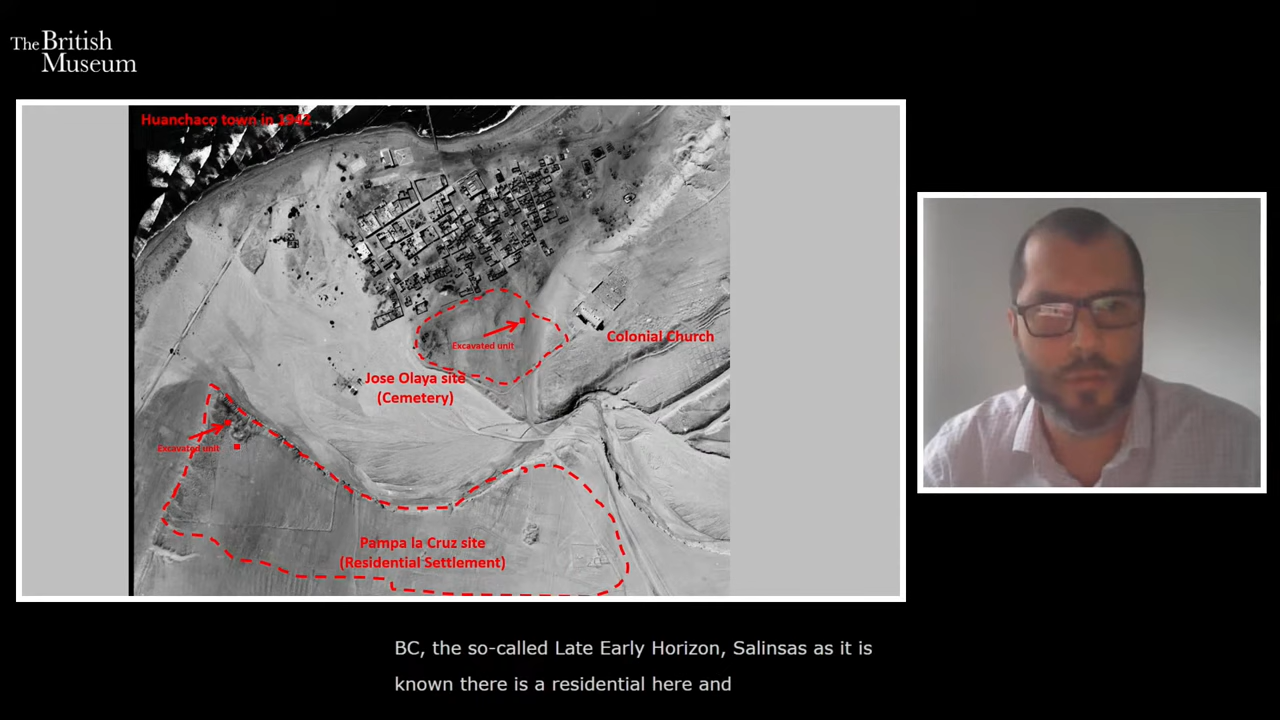 The British
Museum
Huanchaco town in 1942
Excavated unit
Colonial Church
Jose Olaya site
(Cemetery)
Excavated unit
Pampa la Cruz site
(Residential Settlement)
BC, the so-called Late Early Horizon, Salinsas as it is
known there is a residential here and